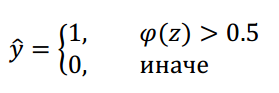 ŷ = {1, φ(z) > 0.5
{0, иначе